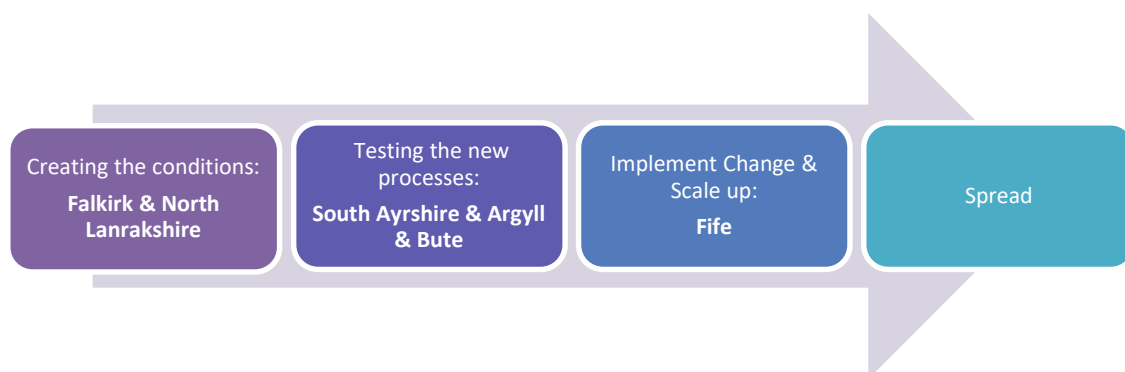 Creating the conditions:
Falkirk & North
Lanrakshire
Testing the new
processes:
South Ayrshire & Argyll
& Bute
Implement Change &
Scale up:
Fife
Spread